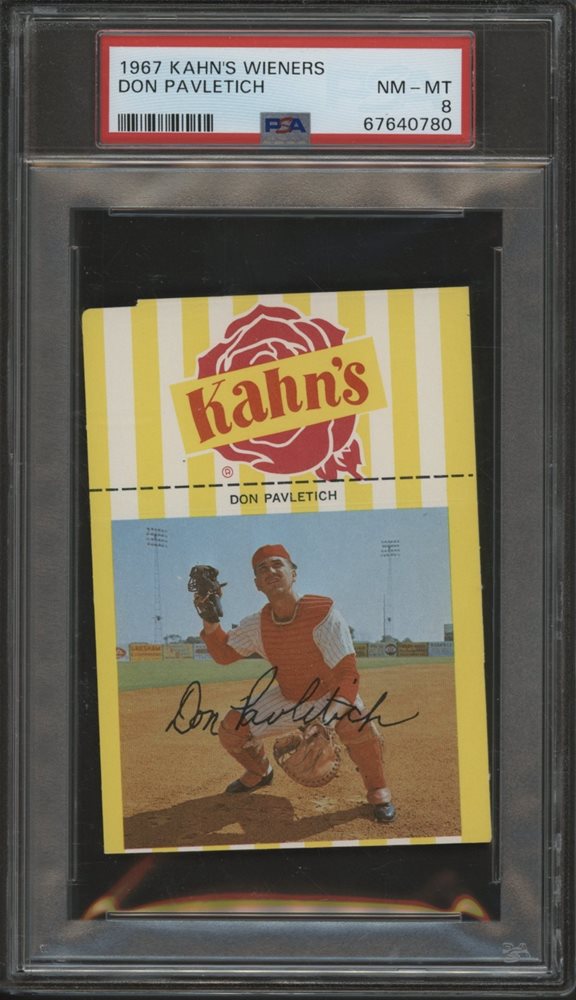 1967 KAHN'S WIENERS
DON PAVLETICH NM - MT
8
PSA 67640780
Kahn's
®
DON PAVLETICH
Don Pavletich